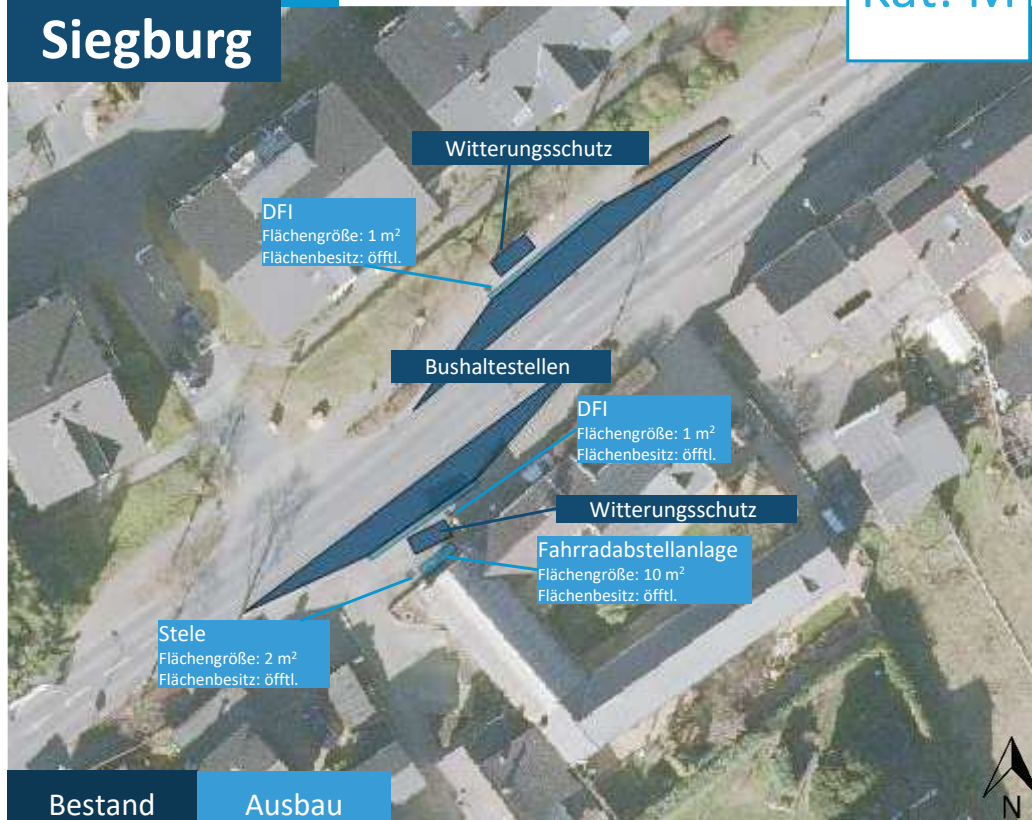 Siegburg
Kat. M
Witterungsschutz
DFI
Flächengröße: 1 m²
Flächenbesitz: öfftl.
Bushaltestellen
DFI
Flächengröße: 1 m²
Flächenbesitz: öfftl.
Witterungsschutz
Fahrradabstellanlage
Flächengröße: 10 m²
Flächenbesitz: öfftl.
Stele
Flächengröße: 2 m²
Flächenbesitz: öfftl.
Bestand
Ausbau
N